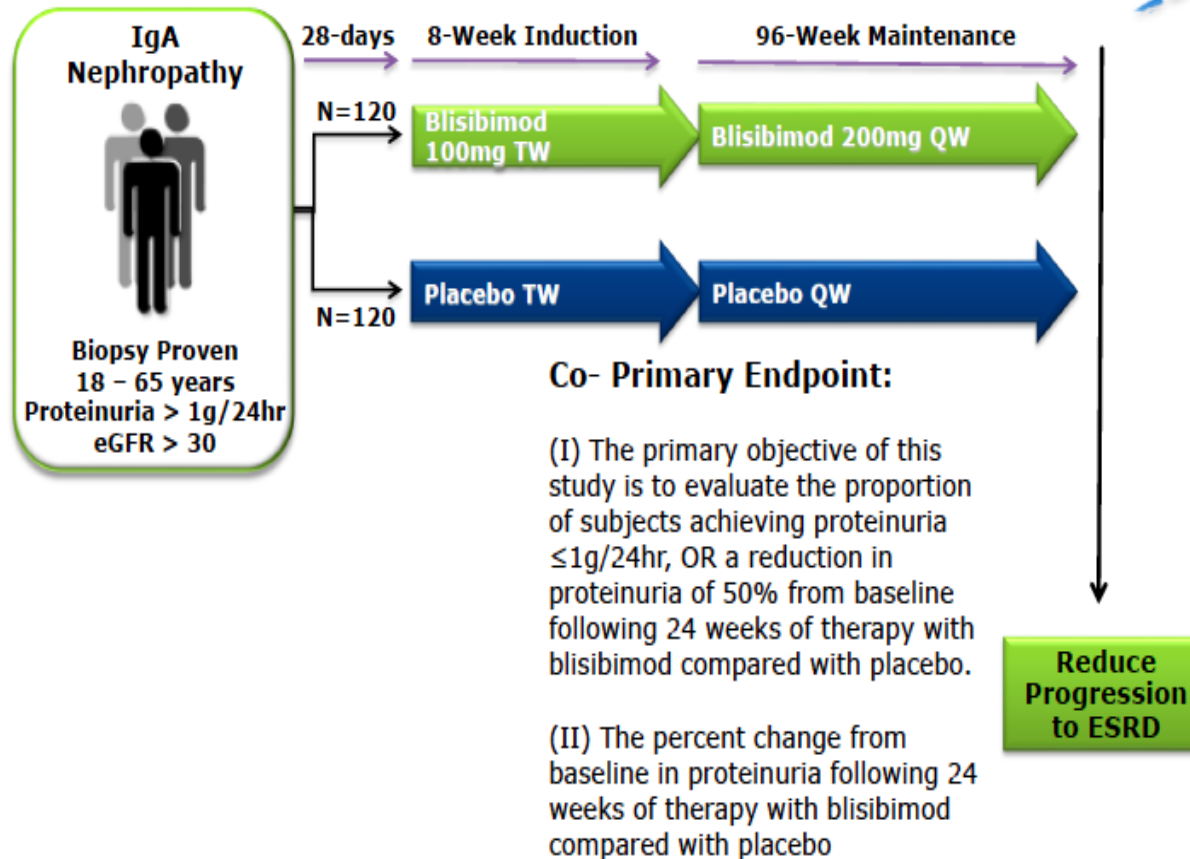 IgA
Nephropathy
28-days
8-Week Induction
96-Week Maintenance
N=120
Blisibimod
100mg TW
Blisibimod 200mg QW
Placebo TW
Placebo QW
N=120
Biopsy Proven
18 – 65 years
Proteinuria > 1g/24hr
eGFR > 30
Co- Primary Endpoint:
(I) The primary objective of this
study is to evaluate the proportion
of subjects achieving proteinuria
≤1g/24hr, OR a reduction in
proteinuria of 50% from baseline
following 24 weeks of therapy with
blisibimod compared with placebo.
(II) The percent change from
baseline in proteinuria following 24
weeks of therapy with blisibimod
compared with placebo
Reduce
Progression
to ESRD